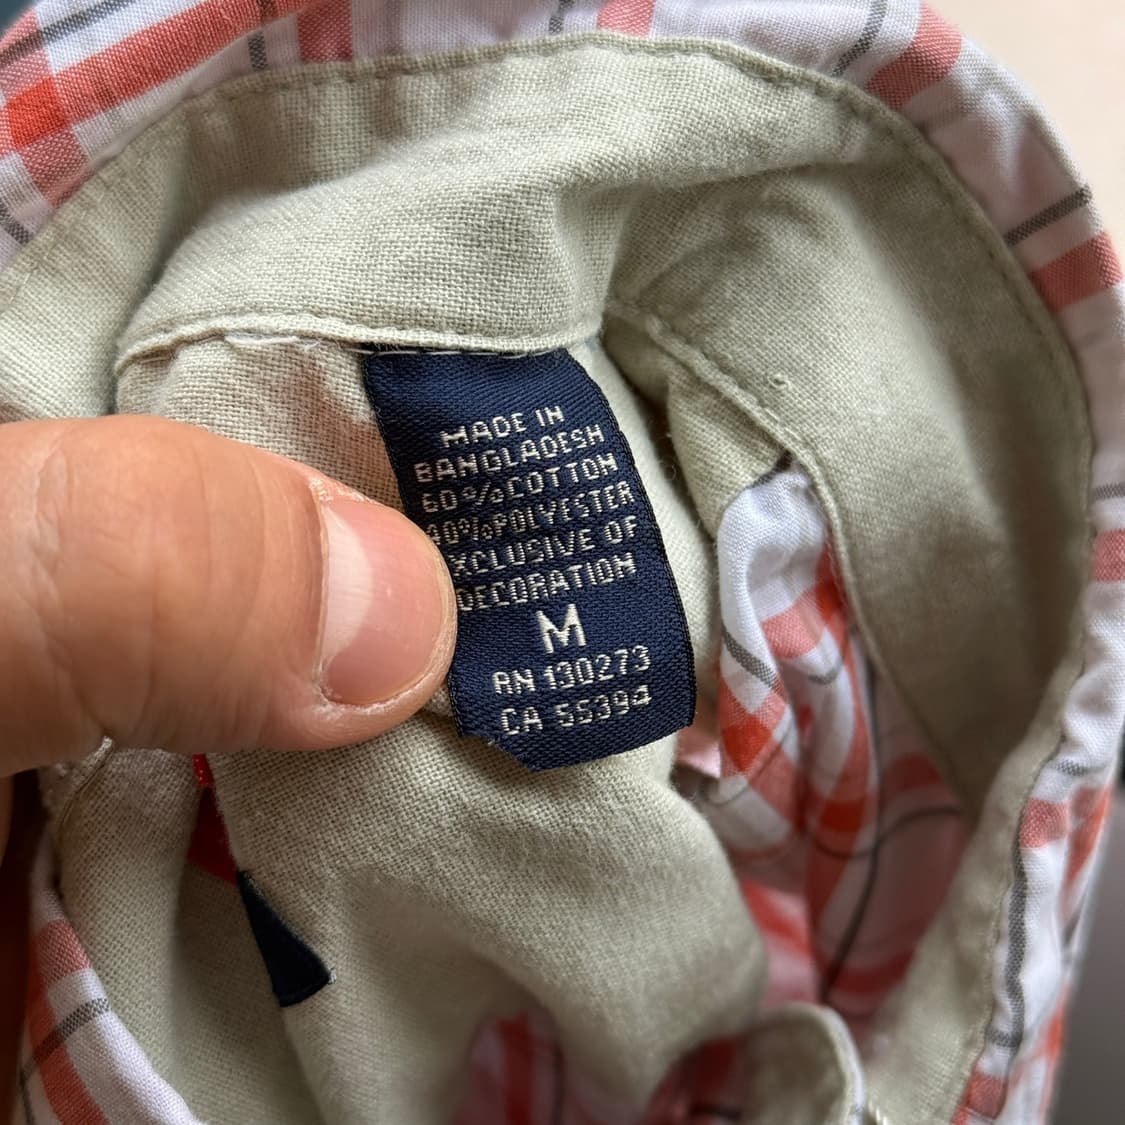 MADE IN
BANGLADESH
60%COTTON
40%POLYESTER
EXCLUSIVE OF
DECORATION
M
RN 130273
CA 55394